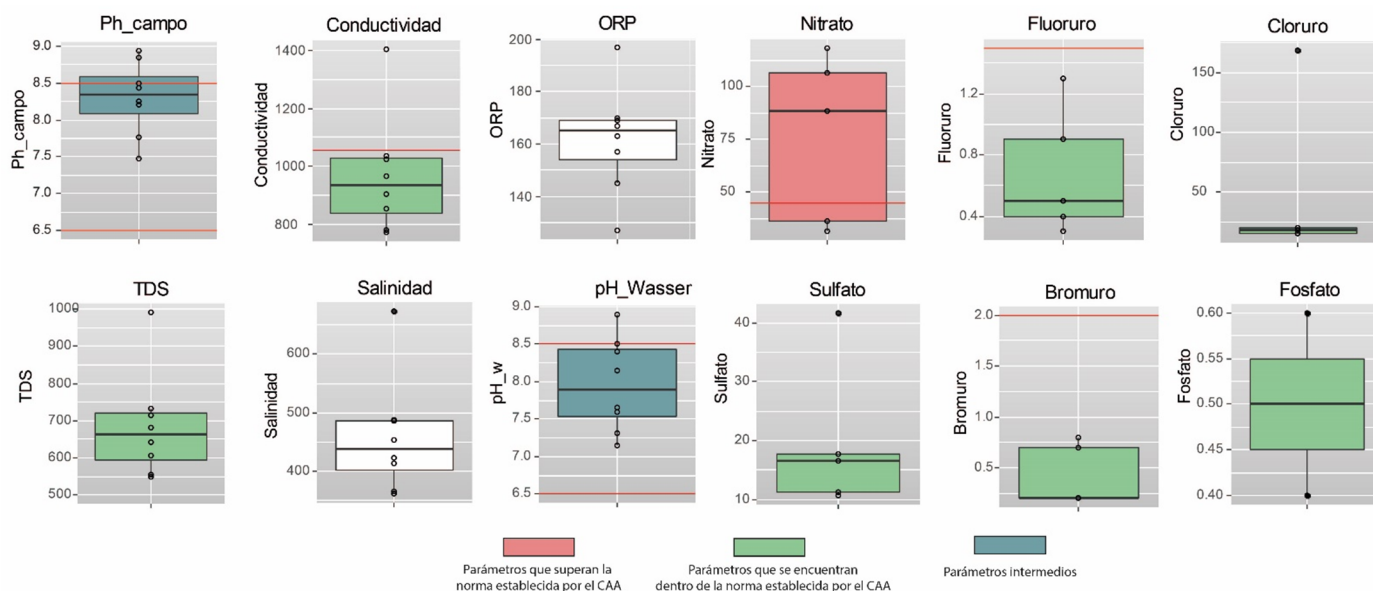 Ph_campo
Conductividad
ORP
Nitrato
Fluoruro
Cloruro
Ph_campo
9.0
8.5
8.0
7.5
7.0
6.5
Conductividad
1400
1200
1000
800
ORP
200
180
160
140
Nitrato
100
75
50
Fluoruro
1.2
0.8
0.4
Cloruro
150
100
50
TDS
Salinidad
pH_Wasser
Sulfato
Bromuro
Fosfato
TDS
1000
900
800
700
600
500
Salinidad
600
500
400
pH_w
9.0
8.5
8.0
7.5
7.0
6.5
Sulfato
40
30
20
10
Bromuro
2.0
1.5
1.0
0.5
Fosfato
0.60
0.55
0.50
0.45
0.40
Parámetros que superan la
norma establecida por el CAA
Parámetros que se encuentran
dentro de la norma establecida por el CAA
Parámetros intermedios